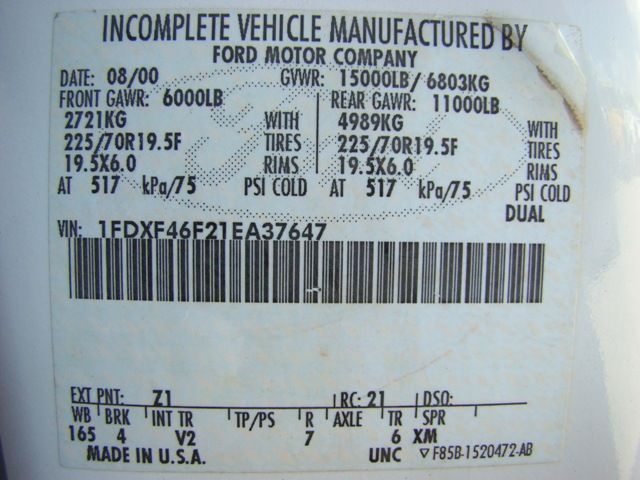 INCOMPLETE VEHICLE MANUFACTURED BY
FORD MOTOR COMPANY
DATE: 08/00 GVWR: 15000LB/ 6803KG
FRONT GAWR: 6000LB REAR GAWR: 11000LB
2721KG WITH 4989KG WITH
225/70R19.5F TIRES 225/70R19.5F TIRES
19.5X6.0 RIMS 19.5X6.0 RIMS
AT 517 kPa/75 PSI COLD AT 517 kPa/75 PSI COLD
DUAL
VIN: 1FDXF46F21EA37647
EXT PNT: Z1 RC: 21 DSO:
WB BRK INT TR TP/PS R AXLE TR SPR
165 4 V2 7 6 XM
MADE IN U.S.A. UNC ▽F85B-1520472-AB